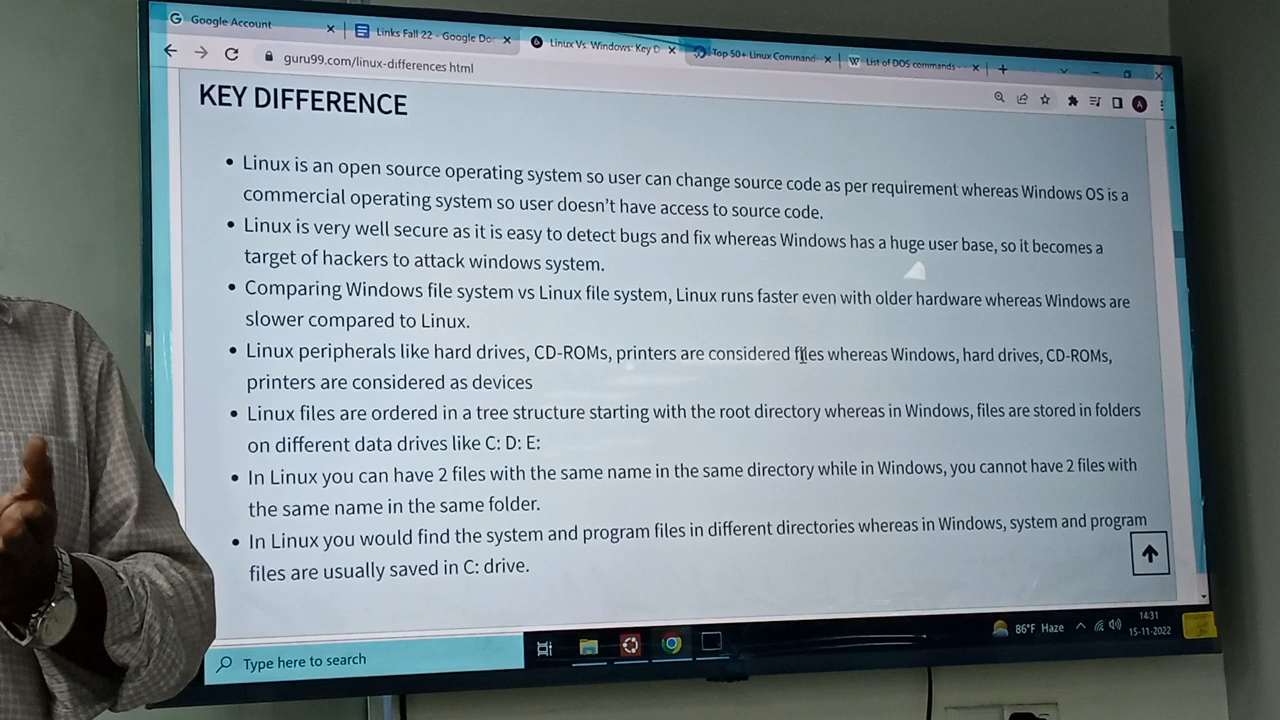 Google Account
Links Fall 22 - Google Do
Linux Vs. Windows: Key D
Top 50+ Linux Command
List of DOS commands -
guru99.com/linux-differences.html
A
KEY DIFFERENCE
• Linux is an open source operating system so user can change source code as per requirement whereas Windows OS is a
commercial operating system so user doesn't have access to source code.
• Linux is very well secure as it is easy to detect bugs and fix whereas Windows has a huge user base, so it becomes a
target of hackers to attack windows system.
• Comparing Windows file system vs Linux file system, Linux runs faster even with older hardware whereas Windows are
slower compared to Linux.
• Linux peripherals like hard drives, CD-ROMs, printers are considered files whereas Windows, hard drives, CD-ROMs,
printers are considered as devices
• Linux files are ordered in a tree structure starting with the root directory whereas in Windows, files are stored in folders
on different data drives like C: D: E:
• In Linux you can have 2 files with the same name in the same directory while in Windows, you cannot have 2 files with
the same name in the same folder.
• In Linux you would find the system and program files in different directories whereas in Windows, system and program
files are usually saved in C: drive.
Type here to search
86°F Haze
14:31
15-11-2022